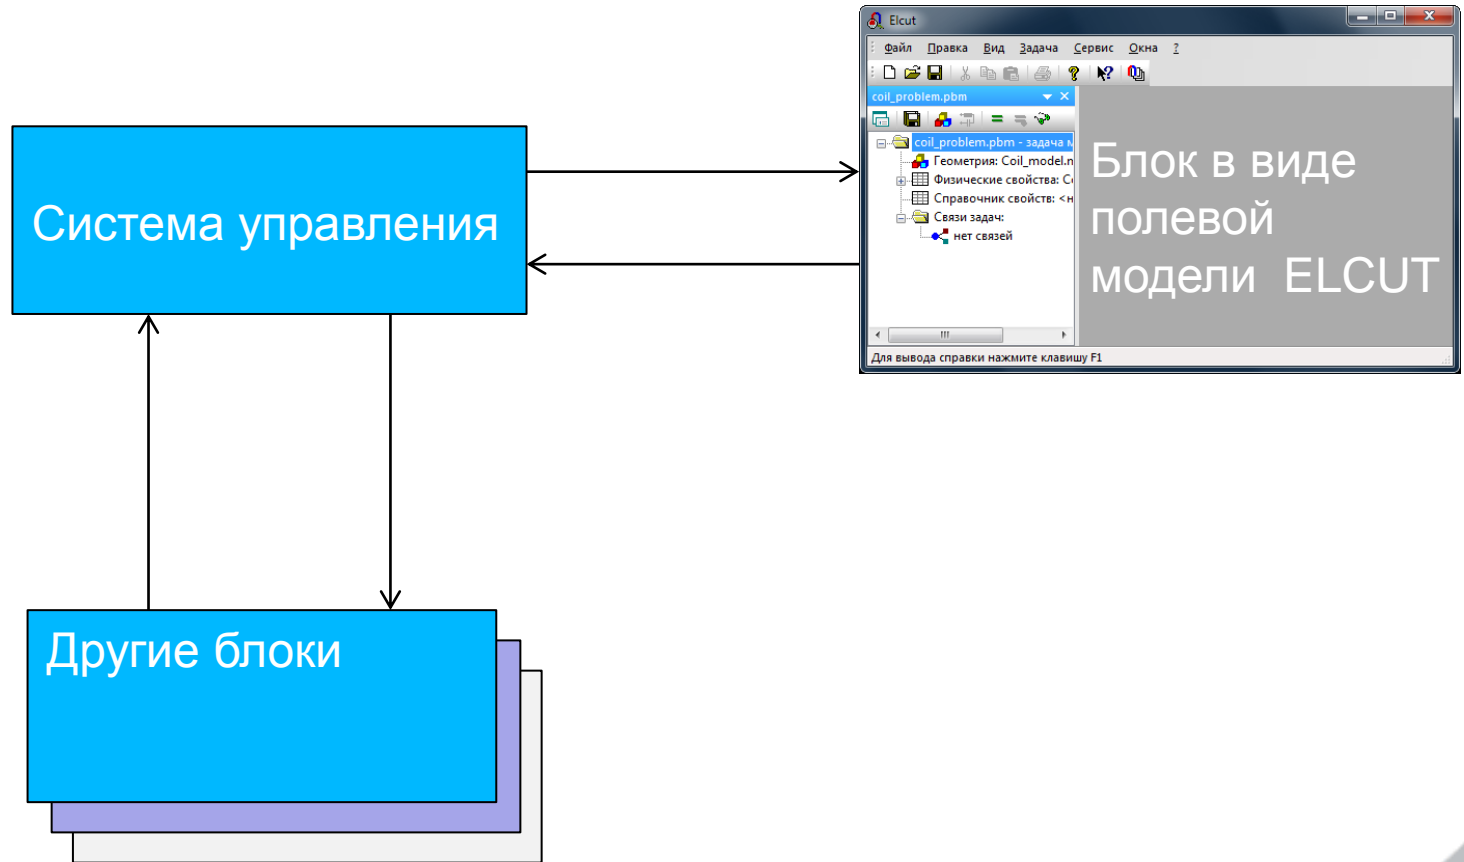 Elcut
Файл Правка Вид Задача Сервис Окна ?
coil_problem.pbm
coil_problem.pbm - задача м
Геометрия: Coil_model.m
Физические свойства: Co
Справочник свойств: <н
Связи задач:
нет связей
Для вывода справки нажмите клавишу F1
Блок в виде
полевой
модели ELCUT
Система управления
Другие блоки